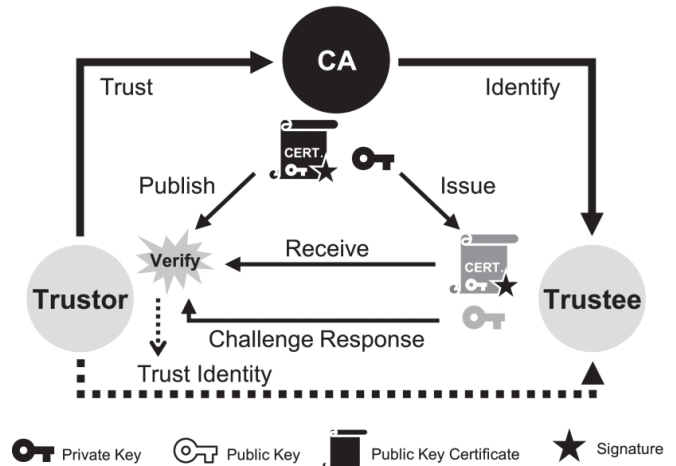 CA
Trust
Identify
CERT.
Publish
Issue
Receive
Verify
CERT.
Trustor
Trustee
Challenge Response
Trust Identity
Private Key
Public Key
Public Key Certificate
Signature